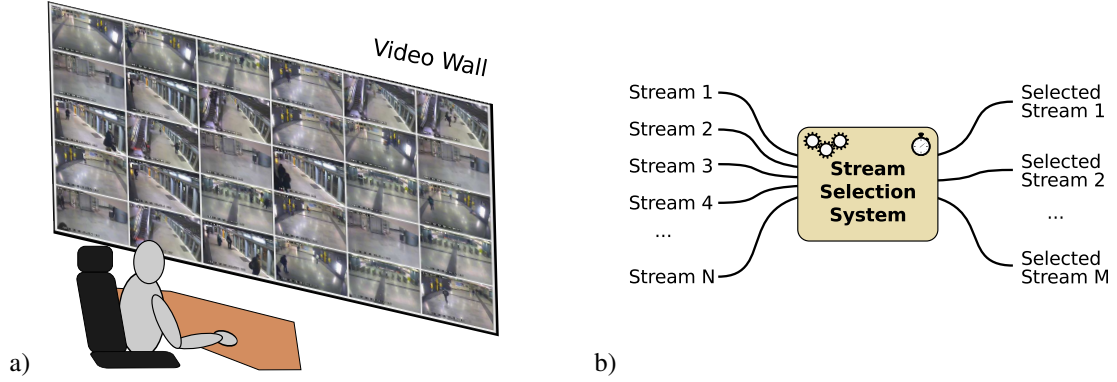 Video Wall
a)
Stream 1
Stream 2
Stream 3
Stream 4
...
Stream N
Stream
Selection
System
Selected
Stream 1
Selected
Stream 2
...
Selected
Stream M
b)